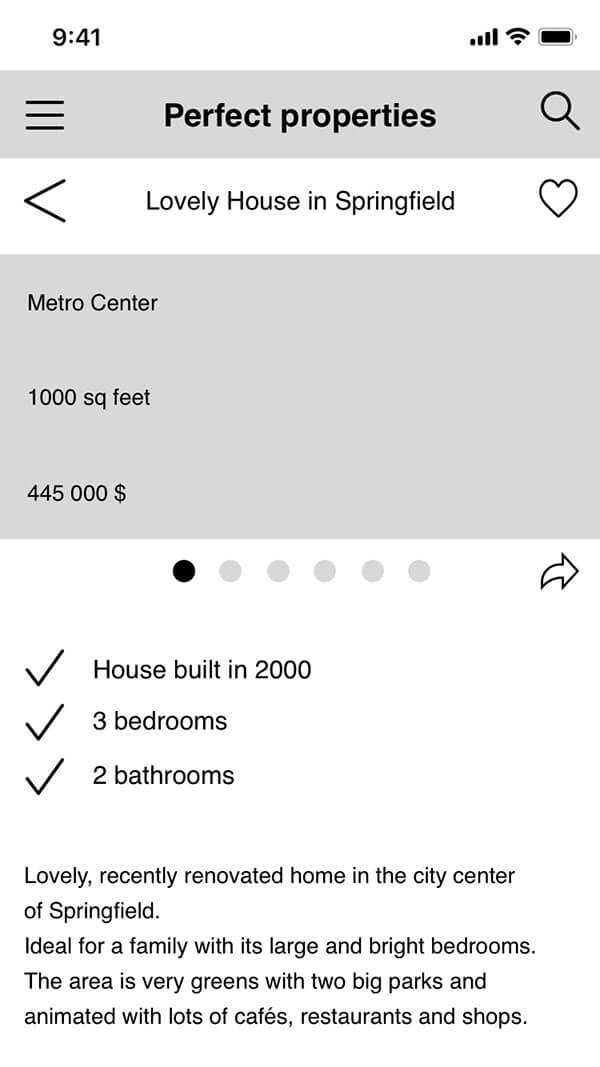 9:41
Perfect properties
Lovely House in Springfield
Metro Center
1000 sq feet
445 000 $
House built in 2000
3 bedrooms
2 bathrooms
Lovely, recently renovated home in the city center
of Springfield.
Ideal for a family with its large and bright bedrooms.
The area is very greens with two big parks and
animated with lots of cafés, restaurants and shops.